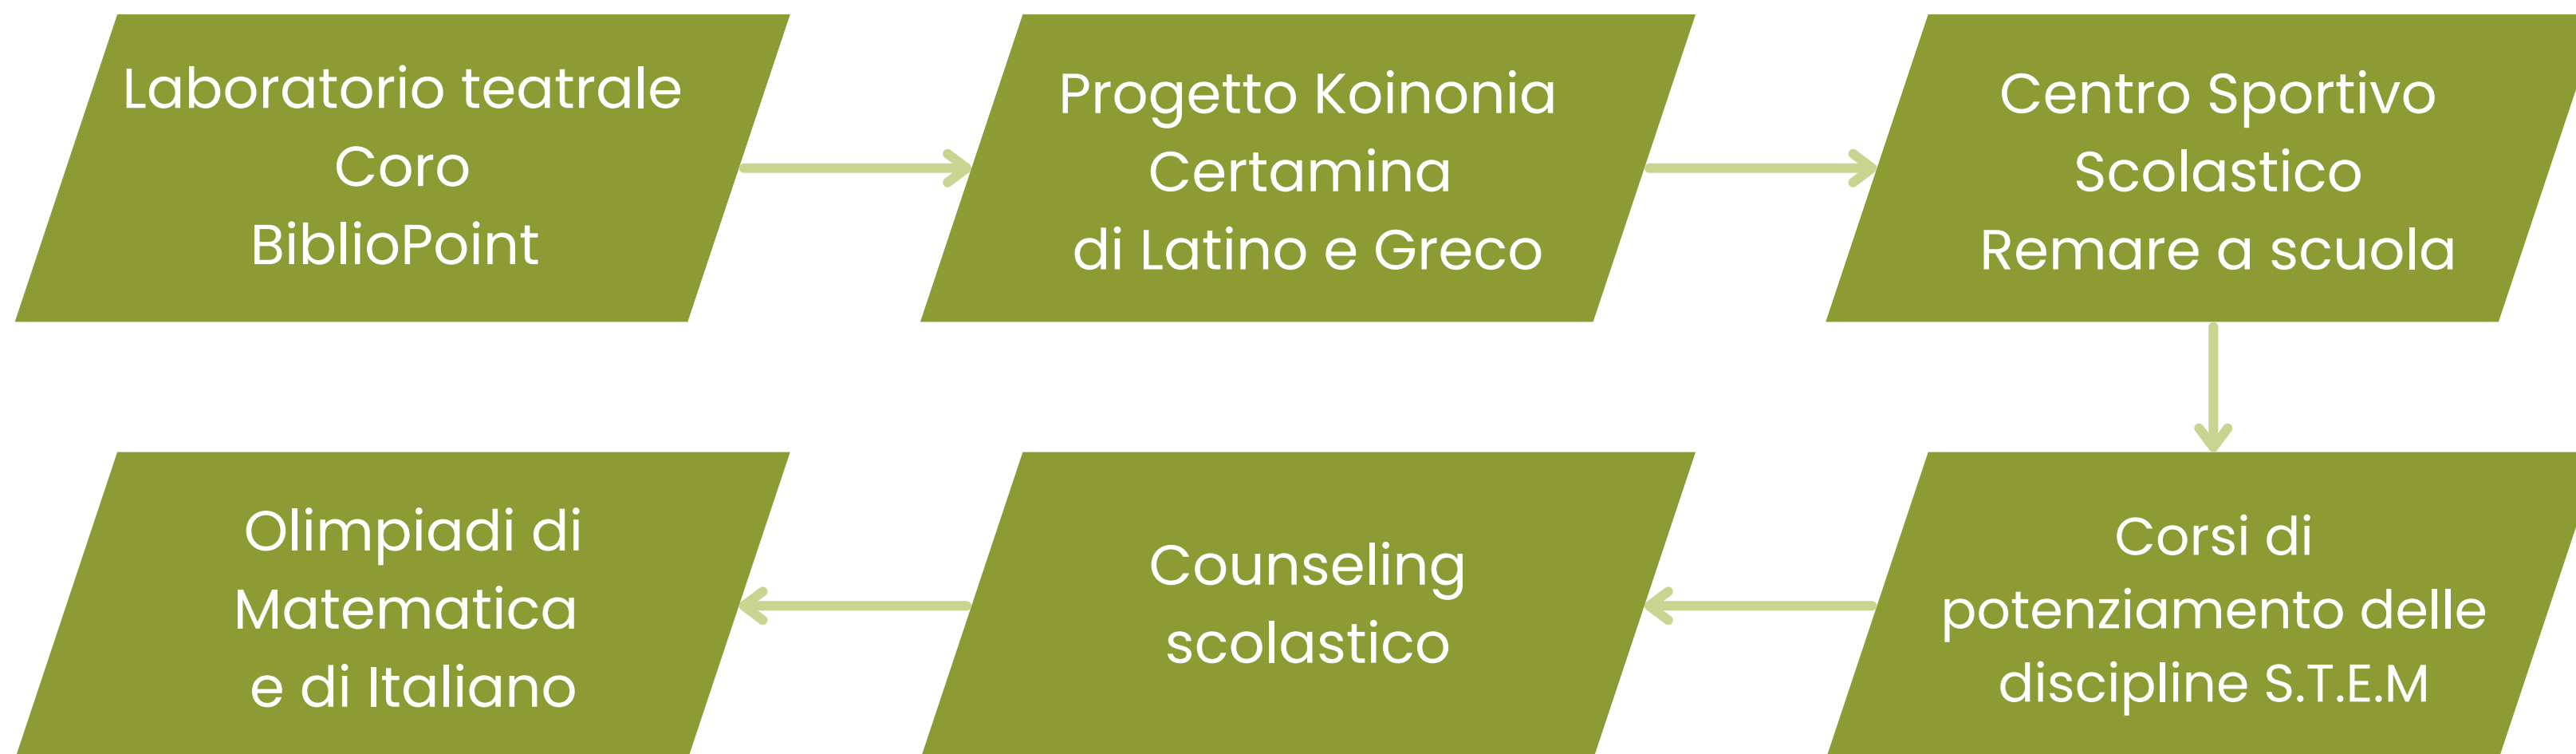 Laboratorio teatrale
Coro
BiblioPoint
Progetto Koinonia
Certamina
di Latino e Greco
Centro Sportivo
Scolastico
Remare a scuola
Corsi di
potenziamento delle
discipline S.T.E.M
Counseling
scolastico
Olimpiadi di
Matematica
e di Italiano